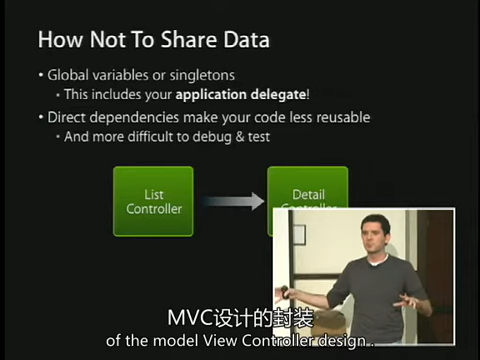 How Not To Share Data
• Global variables or singletons
• This includes your application delegate!
• Direct dependencies make your code less reusable
• And more difficult to debug & test
List
Controller
Detail
Controller
MVC设计的封装
of the model View Controller design .